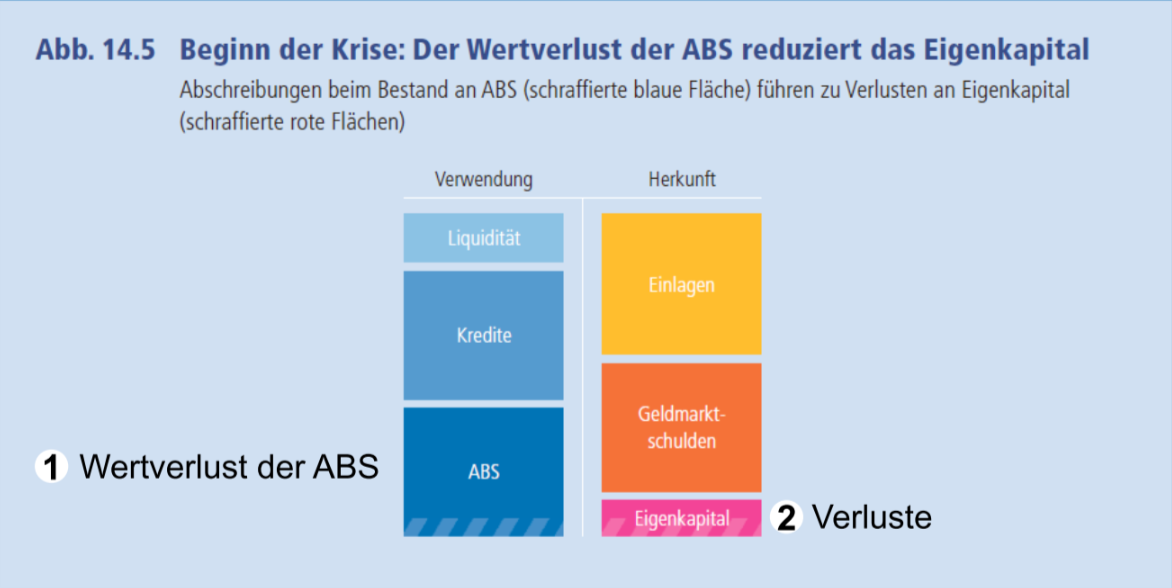 Abb. 14.5 Beginn der Krise: Der Wertverlust der ABS reduziert das Eigenkapital
Abschreibungen beim Bestand an ABS (schraffierte blaue Fläche) führen zu Verlusten an Eigenkapital
(schraffierte rote Flächen)
Verwendung Herkunft
Liquidität
Einlagen
Kredite
Geldmarkt-
schulden
1 Wertverlust der ABS
ABS
Eigenkapital
2 Verluste